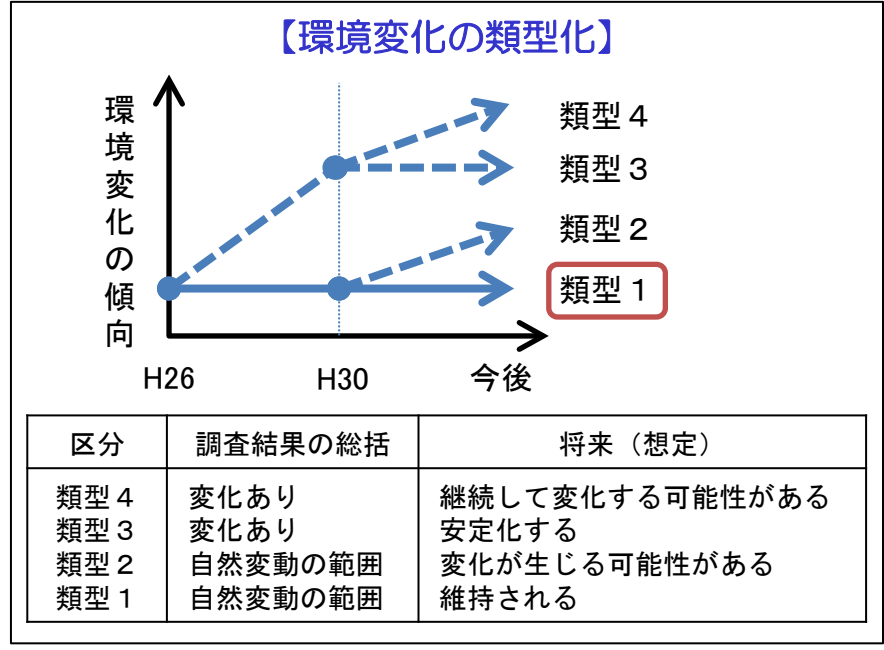 【環境変化の類型化】
環境変化の傾向
類型４
類型３
類型２
類型１
H26
H30
今後
区分 調査結果の総括 将来（想定）
類型４ 変化あり 継続して変化する可能性がある
類型３ 変化あり 安定化する
類型２ 自然変動の範囲 変化が生じる可能性がある
類型１ 自然変動の範囲 維持される